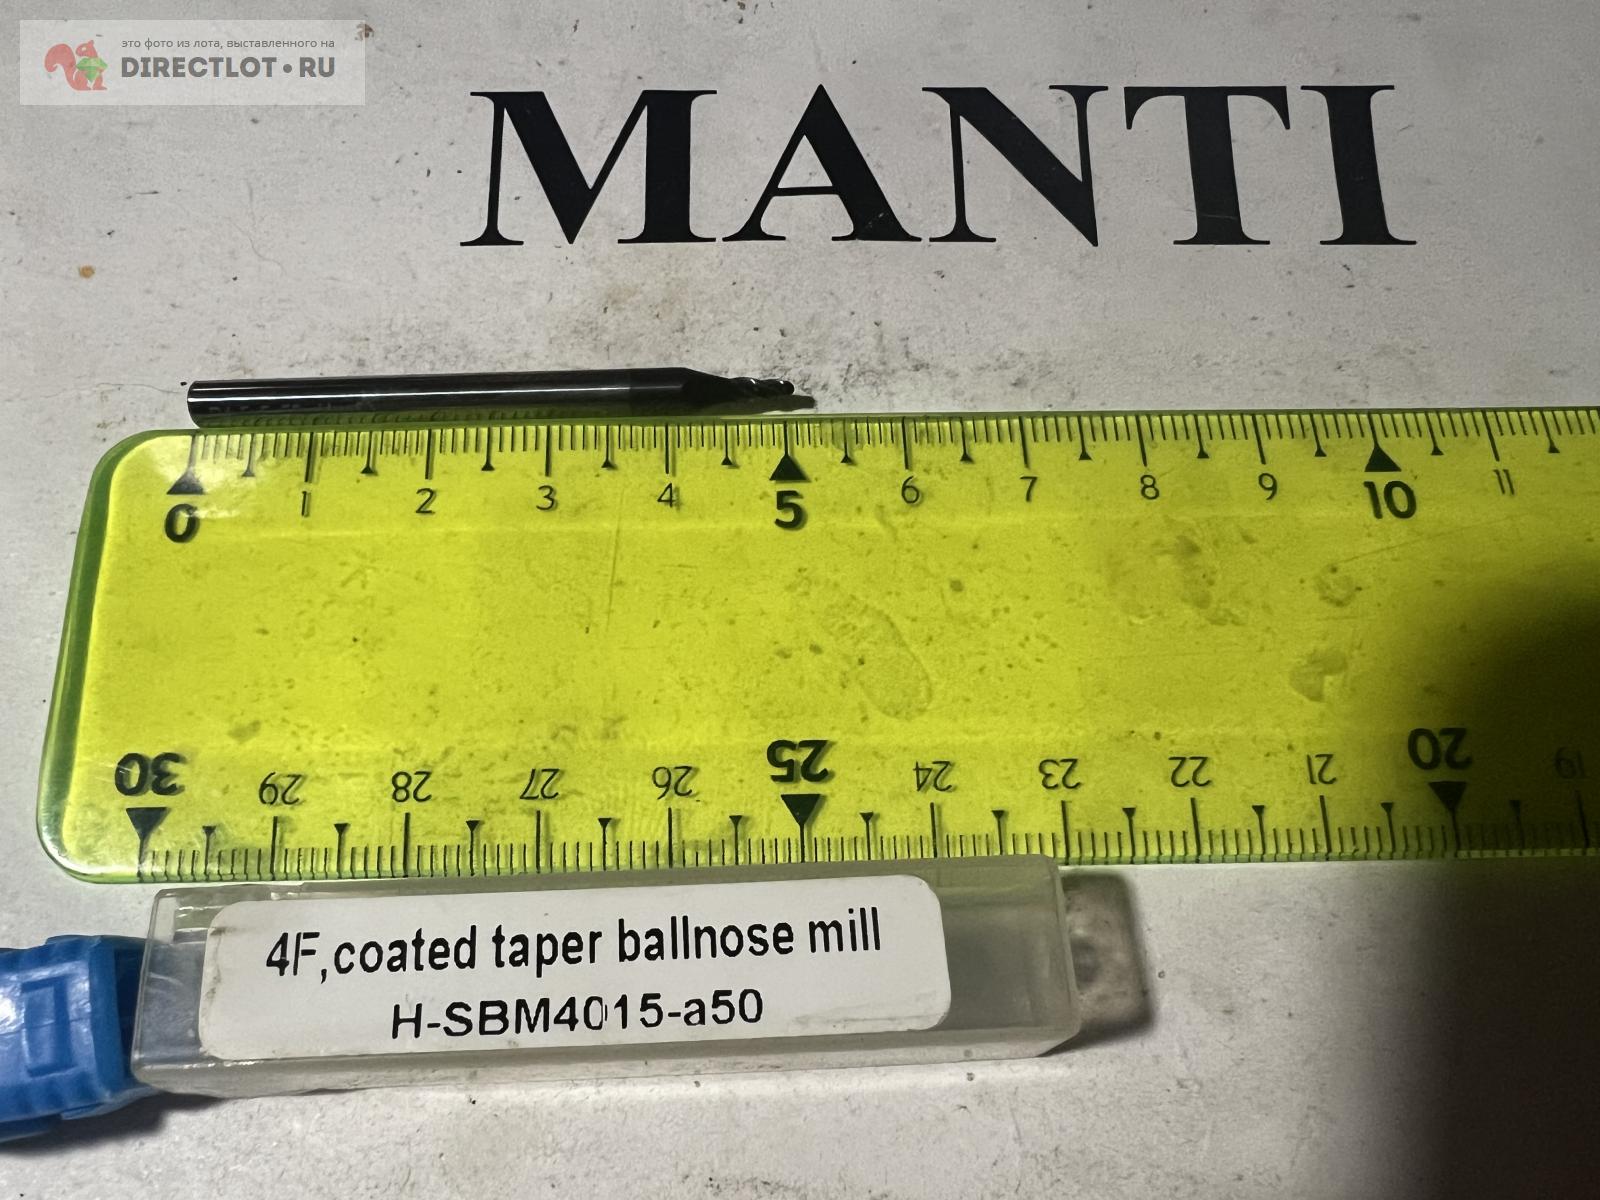 это фото из лота, выставленного на
DIRECTLOT•RU
MANTI
0 1 2 3 4 5 6 7 8 9 10 11
30 29 28 27 26 25 24 23 22 21 20 19
4F,coated taper ballnose mill
H-SBM4015-a50